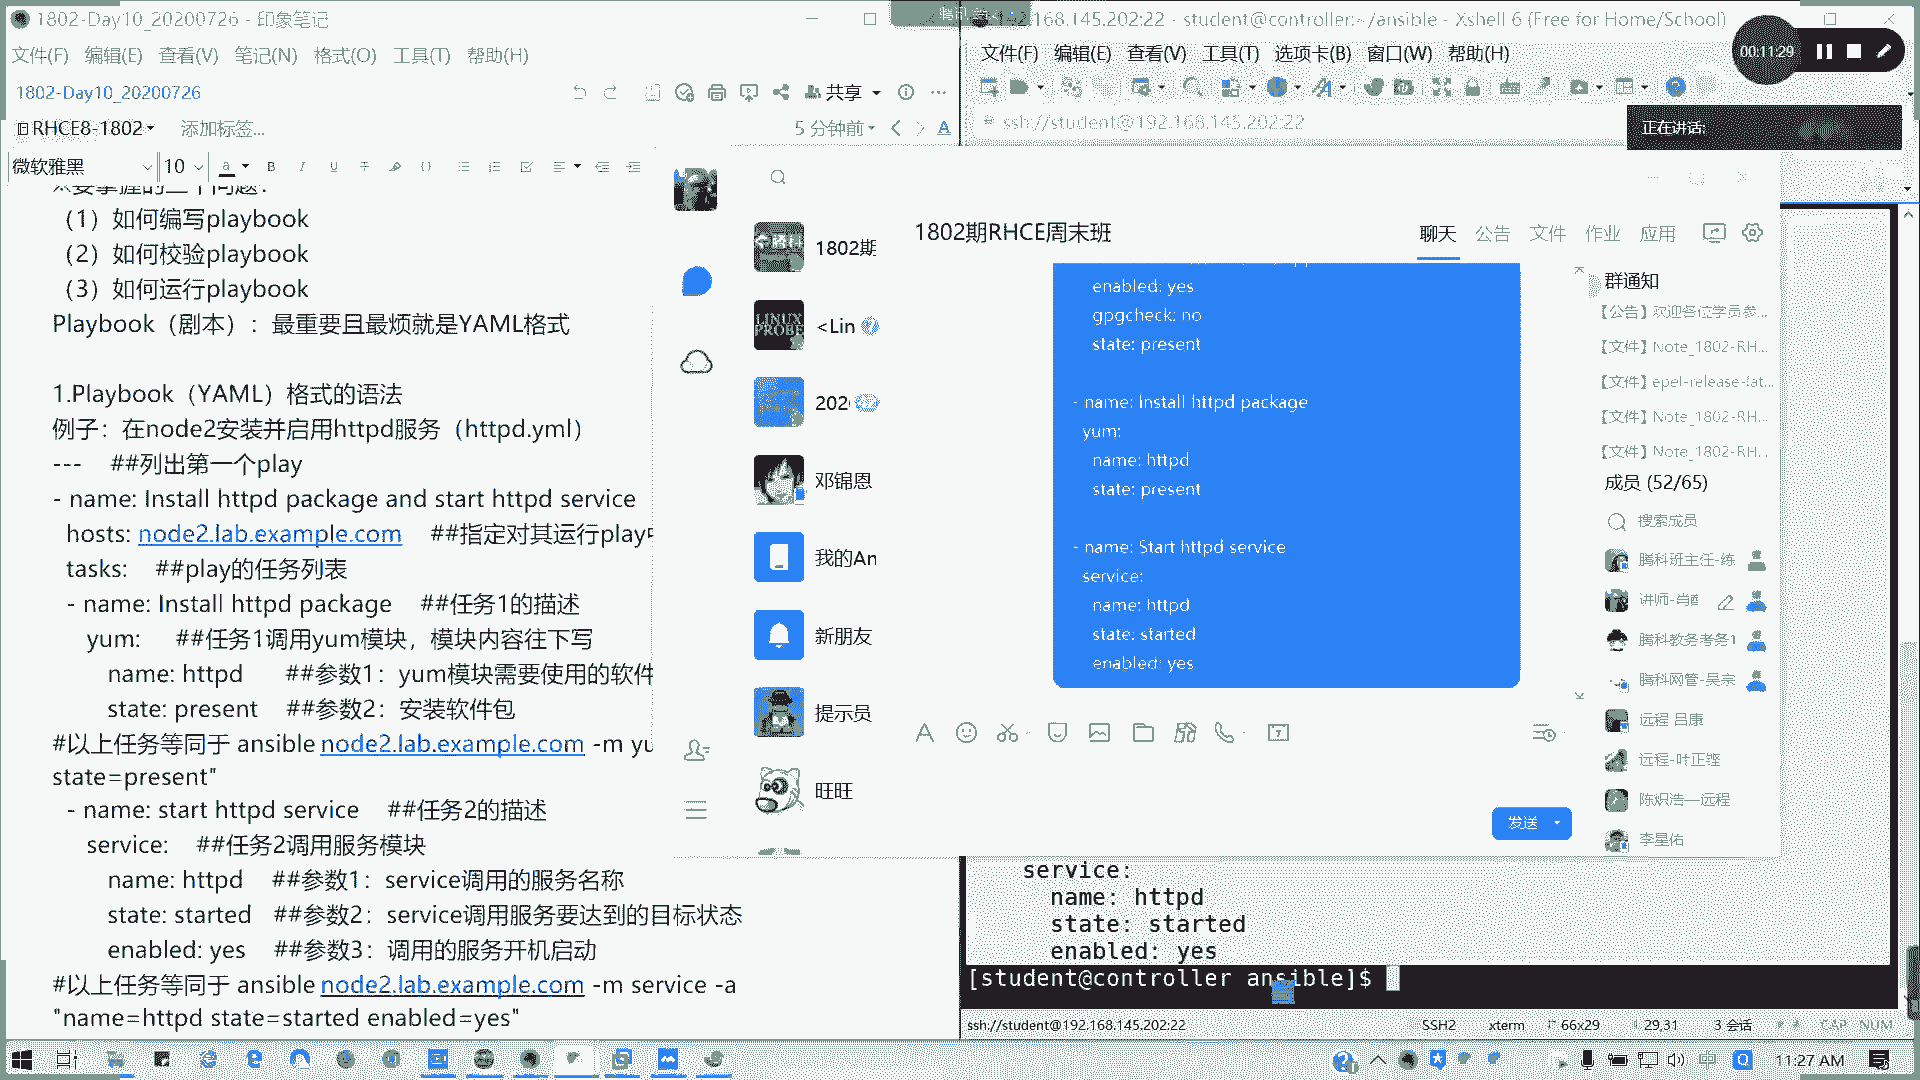 1802-Day10_20200726 - 印象笔记
文件(F) 编辑(E) 查看(V) 笔记(N) 格式(O) 工具(T) 帮助(H)
1802-Day10_20200726
共享
RHCE8-1802
添加标签...
5 分钟前
微软雅黑
10
（1）如何编写playbook
（2）如何校验playbook
（3）如何运行playbook
Playbook（剧本）：最重要且最烦就是YAML格式
1.Playbook（YAML）格式的语法
例子：在node2安装并启用httpd服务（httpd.yml）
--- ##列出第一个play
- name: Install httpd package and start httpd service
hosts: node2.lab.example.com ##指定对其运行play
tasks: ##play的任务列表
- name: Install httpd package ##任务1的描述
yum: ##任务1调用yum模块，模块内容往下写
name: httpd ##参数1：yum模块需要使用的软件
state: present ##参数2：安装软件包
#以上任务等同于 ansible node2.lab.example.com -m yu
state=present"
- name: start httpd service ##任务2的描述
service: ##任务2调用服务模块
name: httpd ##参数1：service调用的服务名称
state: started ##参数2：service调用服务要达到的目标状态
enabled: yes ##参数3：调用的服务开机启动
#以上任务等同于 ansible node2.lab.example.com -m service -a
"name=httpd state=started enabled=yes"
168.145.202:22 - student@controller:~/ansible - Xshell 6 (Free for Home/School)
文件(F) 编辑(E) 查看(V) 工具(T) 选项卡(B) 窗口(W) 帮助(H)
00:11:29
ssh://student@192.168.145.202:22
正在讲话:
1802期
LINUX
PROBE
<Lin
202
邓锦恩
我的An
新朋友
提示员
旺旺
1802期RHCE周末班
聊天 公告 文件 作业 应用
enabled: yes
gpgcheck: no
state: present
- name: Install httpd package
yum:
name: httpd
state: present
- name: Start httpd service
service:
name: httpd
state: started
enabled: yes
发送
群通知
【公告】欢迎各位学员参...
【文件】Note_1802-RH...
【文件】epel-release-lat...
【文件】Note_1802-RH...
【文件】Note_1802-RH...
成员 (52/65)
搜索成员
腾科班主任-练
腾科教务考务1
腾科网管-吴宗
远程 吕康
远程-叶正铿
陈炽浩—远程
李星佑
service:
name: httpd
state: started
enabled: yes
[student@controller ansible]$
ssh://student@192.168.145.202:22
SSH2
xterm
66x29
29,31
3 会话
CAP NUM
11:27 AM